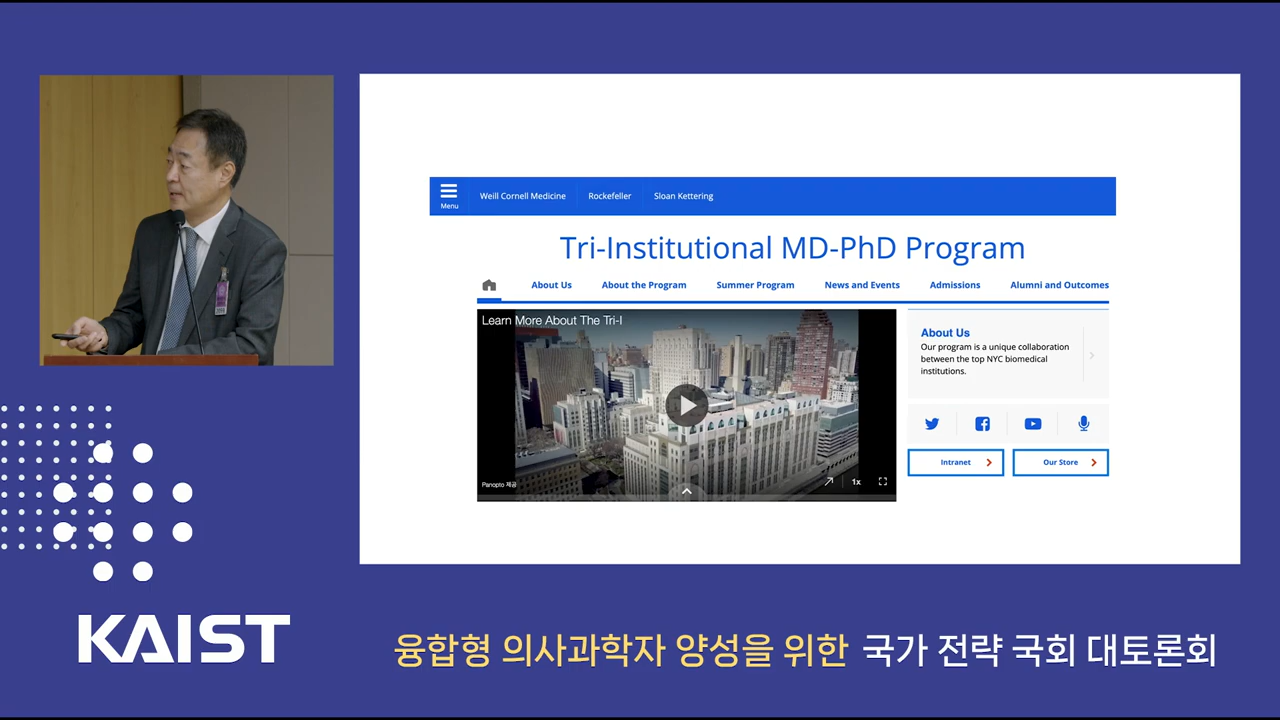 Menu
Weill Cornell Medicine Rockefeller Sloan Kettering
Tri-Institutional MD-PhD Program
About Us About the Program Summer Program News and Events Admissions Alumni and Outcomes
Learn More About The Tri-I
Panopto 제공
1x
About Us
Our program is a unique collaboration
between the top NYC biomedical
institutions.
Intranet Our Store
KAIST
융합형 의사과학자 양성을 위한 국가 전략 국회 대토론회